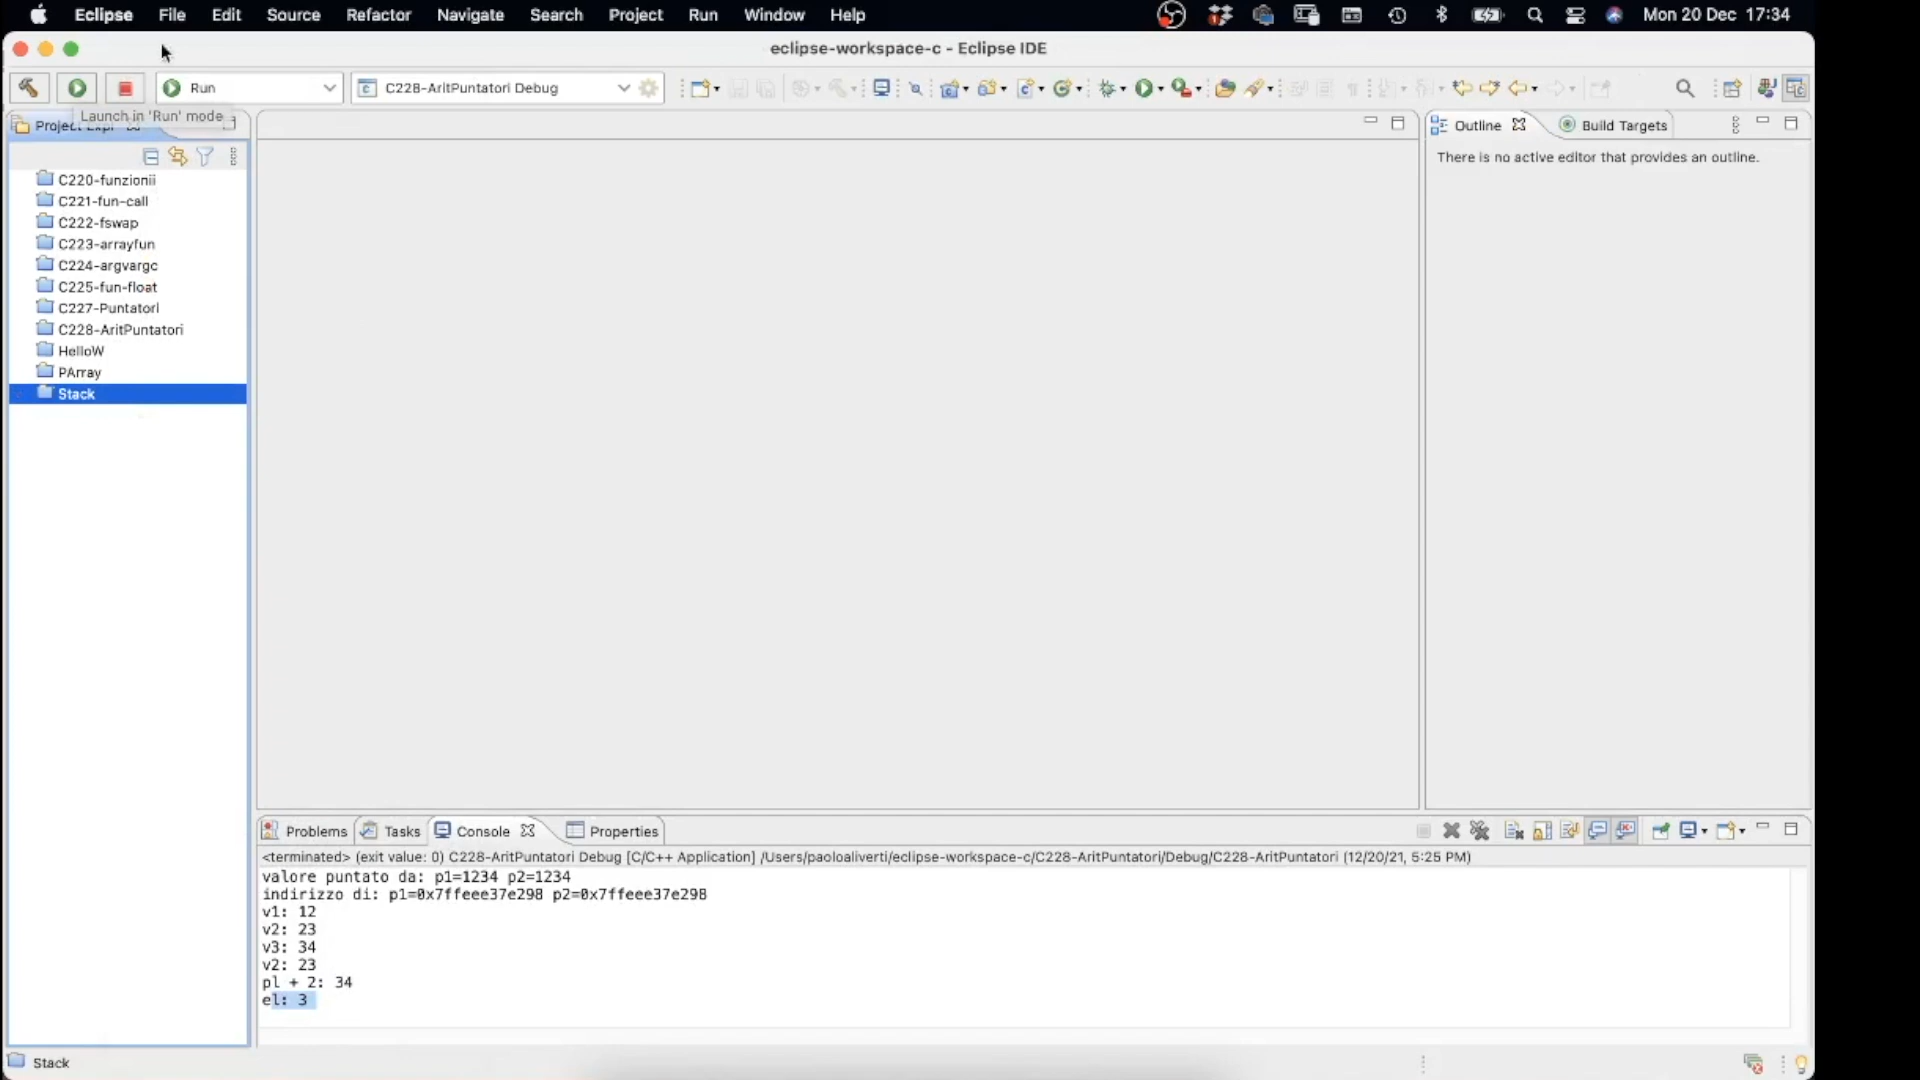 Eclipse File Edit Source Refactor Navigate Search Project Run Window Help Mon 20 Dec 17:34
eclipse-workspace-c - Eclipse IDE
Run C228-AritPuntatori Debug
Launch in 'Run' mode
Project Expl
C220-funzionii
C221-fun-call
C222-fswap
C223-arrayfun
C224-argvargc
C225-fun-float
C227-Puntatori
C228-AritPuntatori
HelloW
PArray
Stack
Outline Build Targets
There is no active editor that provides an outline.
Problems Tasks Console Properties
<terminated> (exit value: 0) C228-AritPuntatori Debug [C/C++ Application] /Users/paoloaliverti/eclipse-workspace-c/C228-AritPuntatori/Debug/C228-AritPuntatori (12/20/21, 5:25 PM)
valore puntato da: p1=1234 p2=1234
indirizzo di: p1=0x7ffeee37e298 p2=0x7ffeee37e298
v1: 12
v2: 23
v3: 34
v2: 23
pl + 2: 34
el: 3
Stack